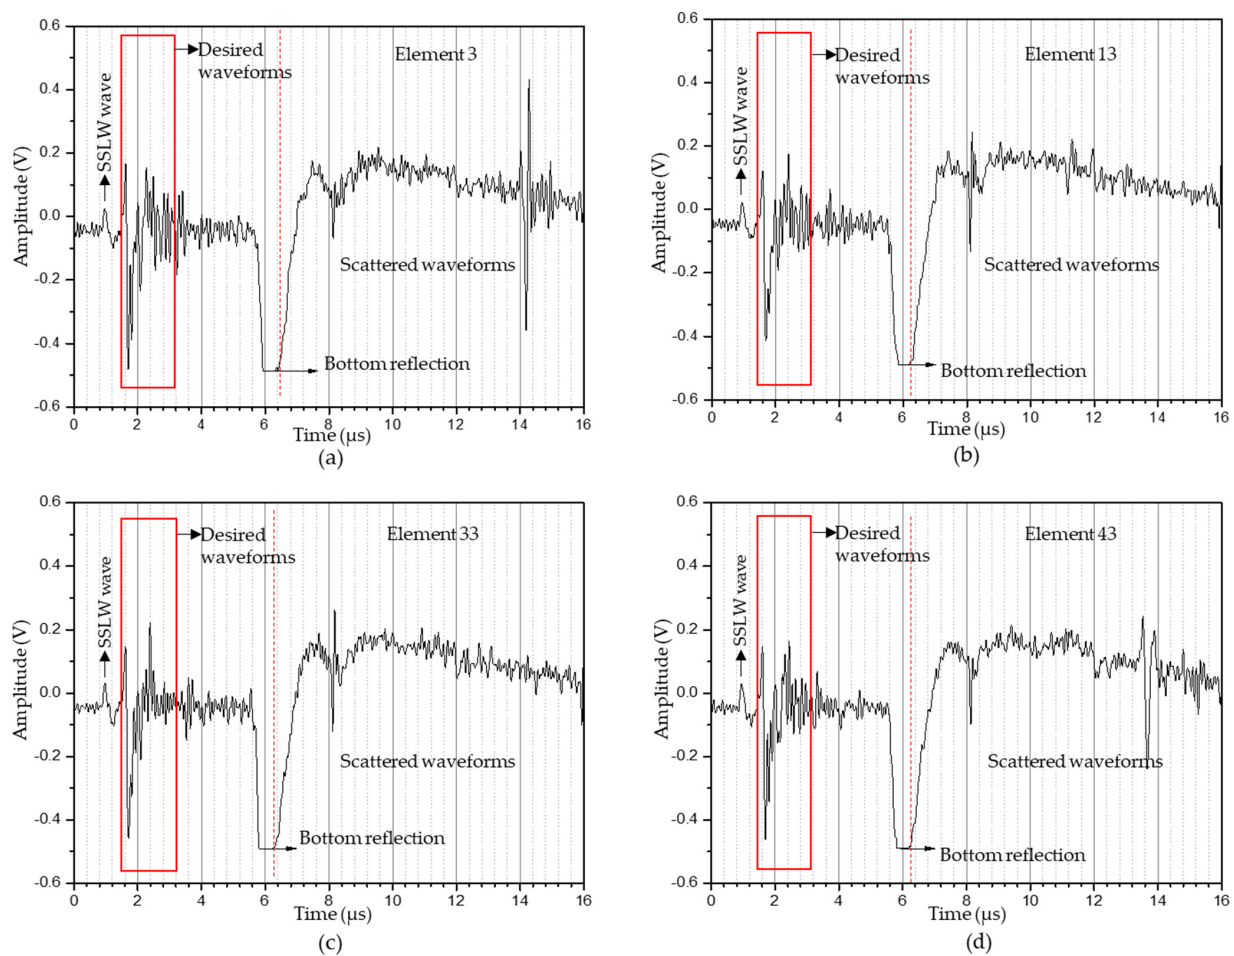 0.6
0.4
0.2
0.0
-0.2
-0.4
-0.6
Amplitude (V)
SSLW wave
Desired
waveforms
Element 3
Scattered waveforms
Bottom reflection
0 2 4 6 8 10 12 14 16
Time (μs)
(a)
0.6
0.4
0.2
0.0
-0.2
-0.4
-0.6
Amplitude (V)
SSLW wave
Desired
waveforms
Element 13
Scattered waveforms
Bottom reflection
0 2 4 6 8 10 12 14 16
Time (μs)
(b)
0.6
0.4
0.2
0.0
-0.2
-0.4
-0.6
Amplitude (V)
SSLW wave
Desired
waveforms
Element 33
Scattered waveforms
Bottom reflection
0 2 4 6 8 10 12 14 16
Time (μs)
(c)
0.6
0.4
0.2
0.0
-0.2
-0.4
-0.6
Amplitude (V)
SSLW wave
Desired
waveforms
Element 43
Scattered waveforms
Bottom reflection
0 2 4 6 8 10 12 14 16
Time (μs)
(d)